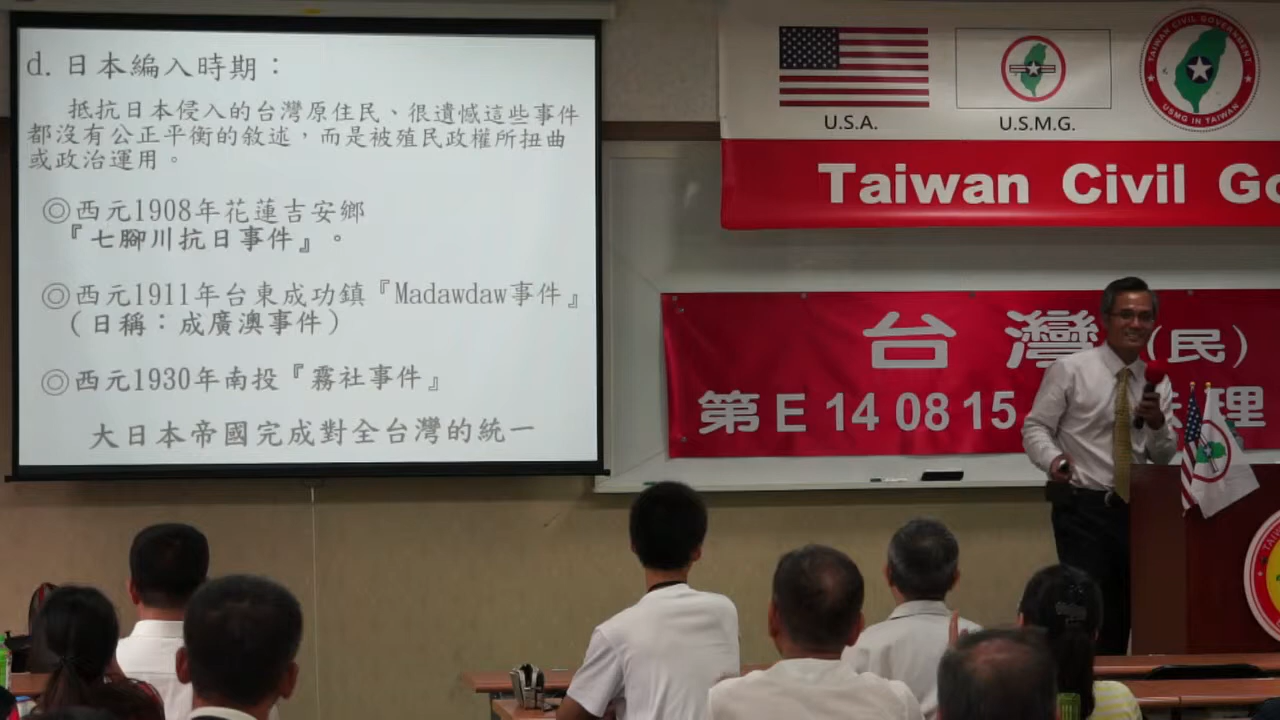 d. 日本編入時期：
抵抗日本侵入的台灣原住民、很遺憾這些事件
都沒有公正平衡的敘述，而是被殖民政權所扭曲
或政治運用。
◎西元1908年花蓮吉安鄉
『七腳川抗日事件』。
◎西元1911年台東成功鎮『Madawdaw事件』
（日稱：成廣澳事件）
◎西元1930年南投『霧社事件』
大日本帝國完成對全台灣的統一
U.S.A.
U.S.M.G.
TAIWAN CIVIL GOVERNMENT
USMG IN TAIWAN
Taiwan Civil Go
台灣(民)
第E 14 08 15
理